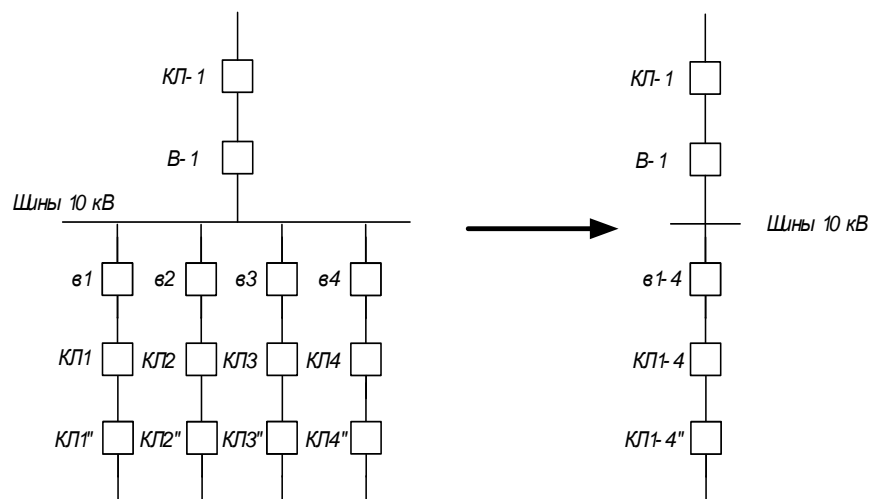 КЛ- 1
КЛ- 1
В- 1
В- 1
Шины 10 кВ
Шины 10 кВ
в1
в2
в3
в4
в1- 4
КЛ1
КЛ2
КЛ3
КЛ4
КЛ1- 4
КЛ1"
КЛ2"
КЛ3"
КЛ4"
КЛ1- 4"